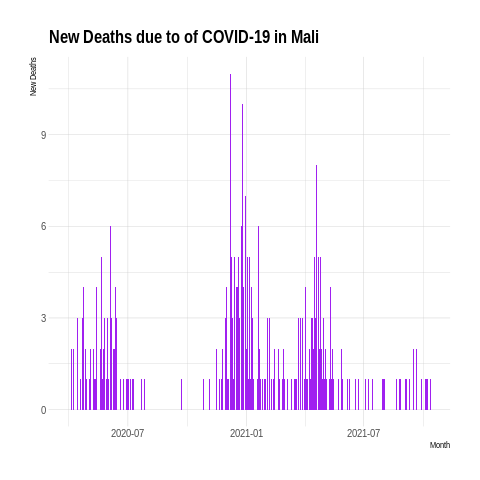 New Deaths due to of COVID-19 in Mali
New Deaths
9
6
3
0
2020-07 2021-01 2021-07
Month